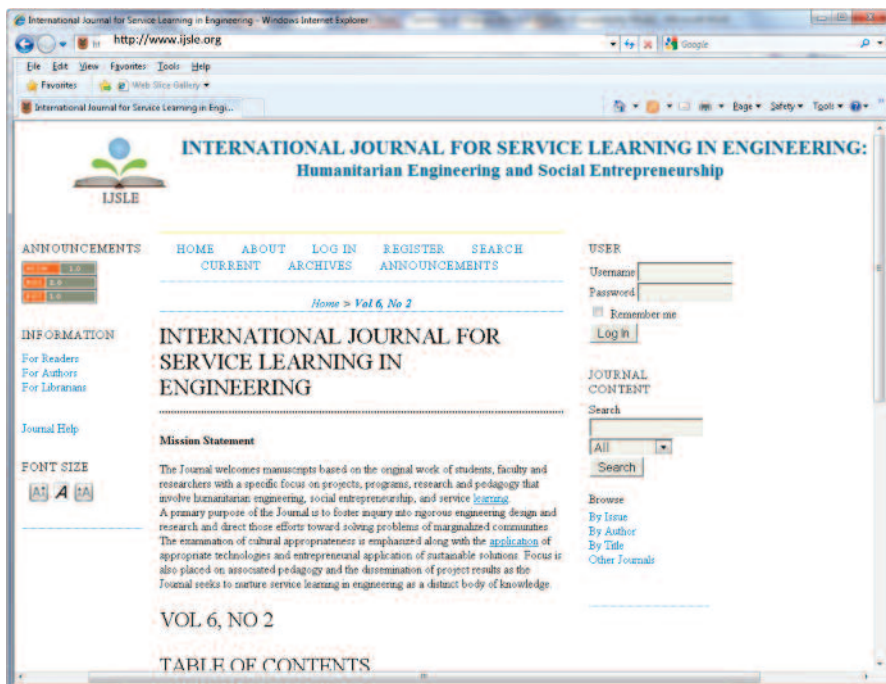 International Journal for Service Learning in Engineering - Windows Internet Explorer
http://www.ijsle.org
Google
File Edit View Favorites Tools Help
Favorites Web Slice Gallery
International Journal for Service Learning in Engi...
Page Safety Tools
INTERNATIONAL JOURNAL FOR SERVICE LEARNING IN ENGINEERING:
Humanitarian Engineering and Social Entrepreneurship
IJSLE
ANNOUNCEMENTS
1.0
2.0
1.0
INFORMATION
For Readers
For Authors
For Librarians
Journal Help
FONT SIZE
HOME ABOUT LOG IN REGISTER SEARCH
CURRENT ARCHIVES ANNOUNCEMENTS
Home > Vol 6, No 2
INTERNATIONAL JOURNAL FOR
SERVICE LEARNING IN
ENGINEERING
Mission Statement
The Journal welcomes manuscripts based on the original work of students, faculty and
researchers with a specific focus on projects, programs, research and pedagogy that
involve humanitarian engineering, social entrepreneurship, and service learning.
A primary purpose of the Journal is to foster inquiry into rigorous engineering design and
research and direct those efforts toward solving problems of marginalized communities
The examination of cultural appropriateness is emphasized along with the application of
appropriate technologies and entrepreneurial application of sustainable solutions. Focus is
also placed on associated pedagogy and the dissemination of project results as the
Journal seeks to nurture service learning in engineering as a distinct body of knowledge.
VOL 6, NO 2
TABLE OF CONTENTS
USER
Username
Password
Remember me
Log In
JOURNAL
CONTENT
Search
All
Search
Browse
By Issue
By Author
By Title
Other Journals